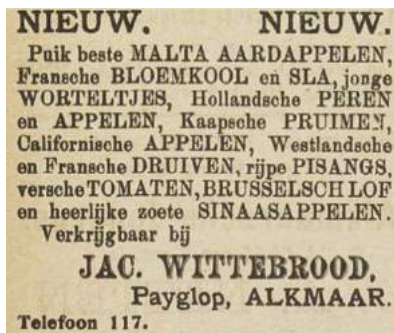 NIEUW. NIEUW.
Puik beste MALTA AARDAPPELEN,
Fransche BLOEMKOOL en SLA, jonge
WORTELTJES, Hollandsche PEREN
en APPELEN, Kaapsche PRUIMEN,
Californische APPELEN, Westlandsche
en Fransche DRUIVEN, rijpe PISANGS,
versche TOMATEN, BRUSSELSCH LOF
en heerlijke zoete SINAASAPPELEN.
Verkrijgbaar bij
JAC. WITTEBROOD,
Payglop, ALKMAAR.
Telefoon 117.